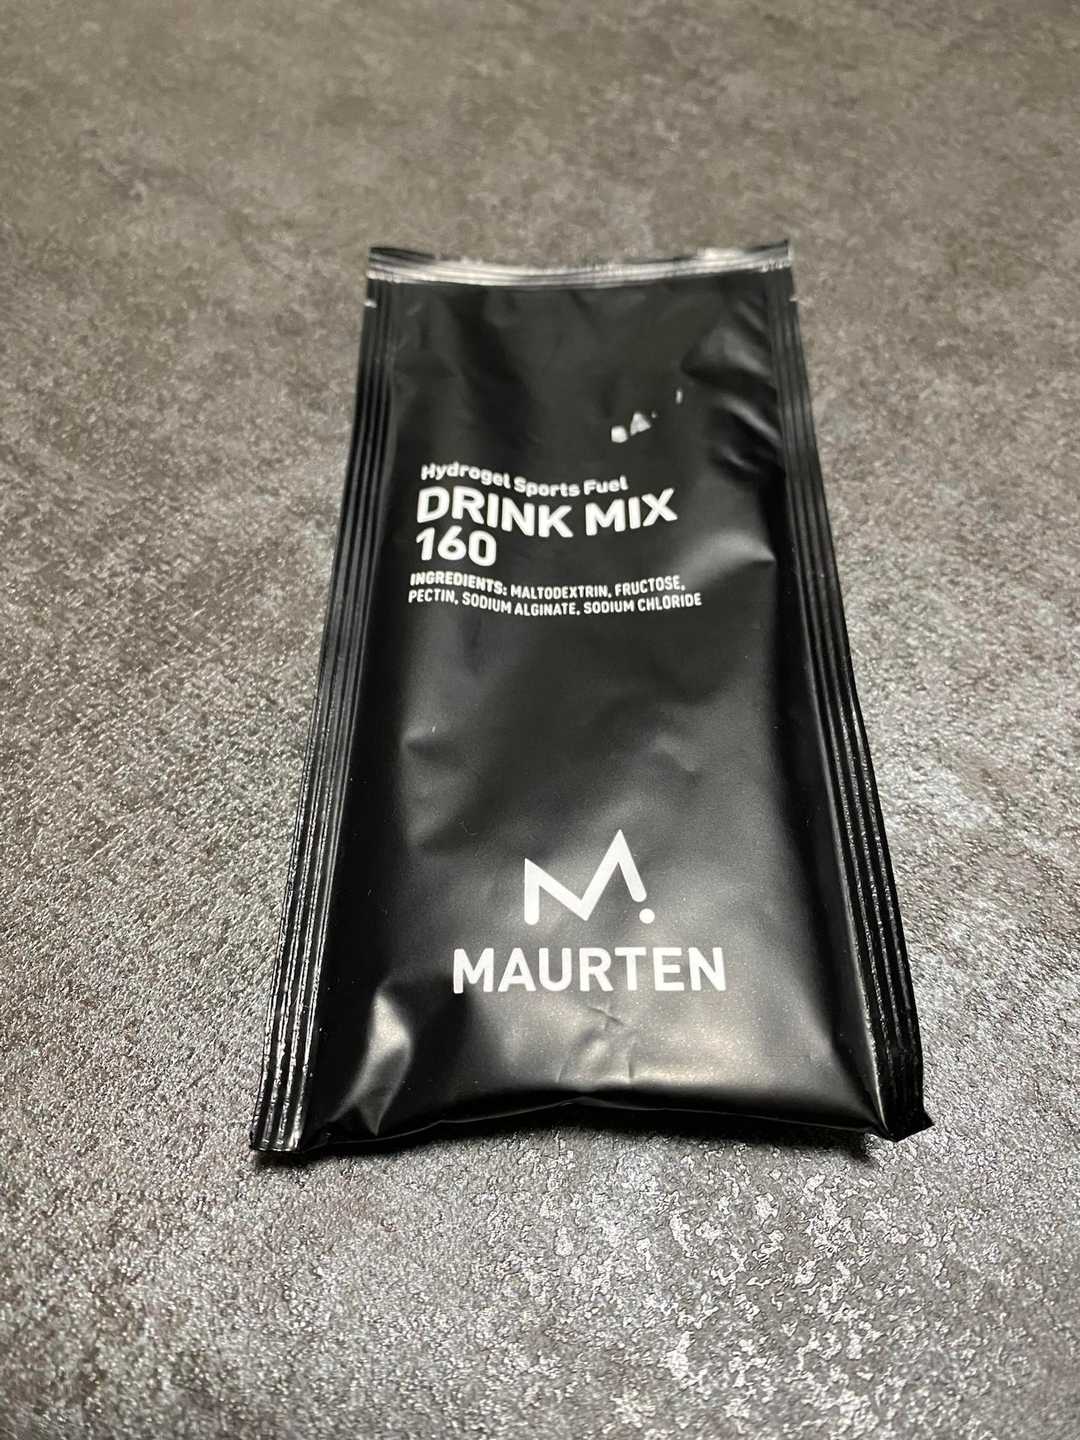 Hydrogel Sports Fuel
DRINK MIX
160
INGREDIENTS: MALTODEXTRIN, FRUCTOSE,
PECTIN, SODIUM ALGINATE, SODIUM CHLORIDE
MAURTEN